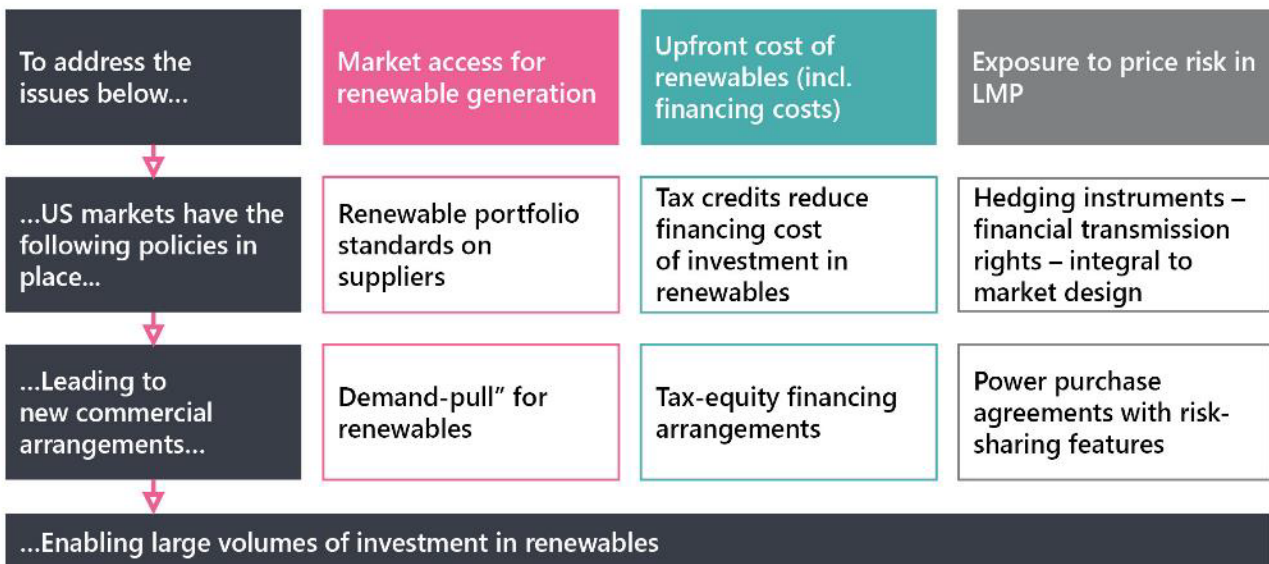 To address the
issues below...
Market access for
renewable generation
Upfront cost of
renewables (incl.
financing costs)
Exposure to price risk in
LMP
...US markets have the
following policies in
place...
Renewable portfolio
standards on
suppliers
Tax credits reduce
financing cost
of investment in
renewables
Hedging instruments –
financial transmission
rights – integral to
market design
...Leading to
new commercial
arrangements...
Demand-pull” for
renewables
Tax-equity financing
arrangements
Power purchase
agreements with risk-
sharing features
...Enabling large volumes of investment in renewables